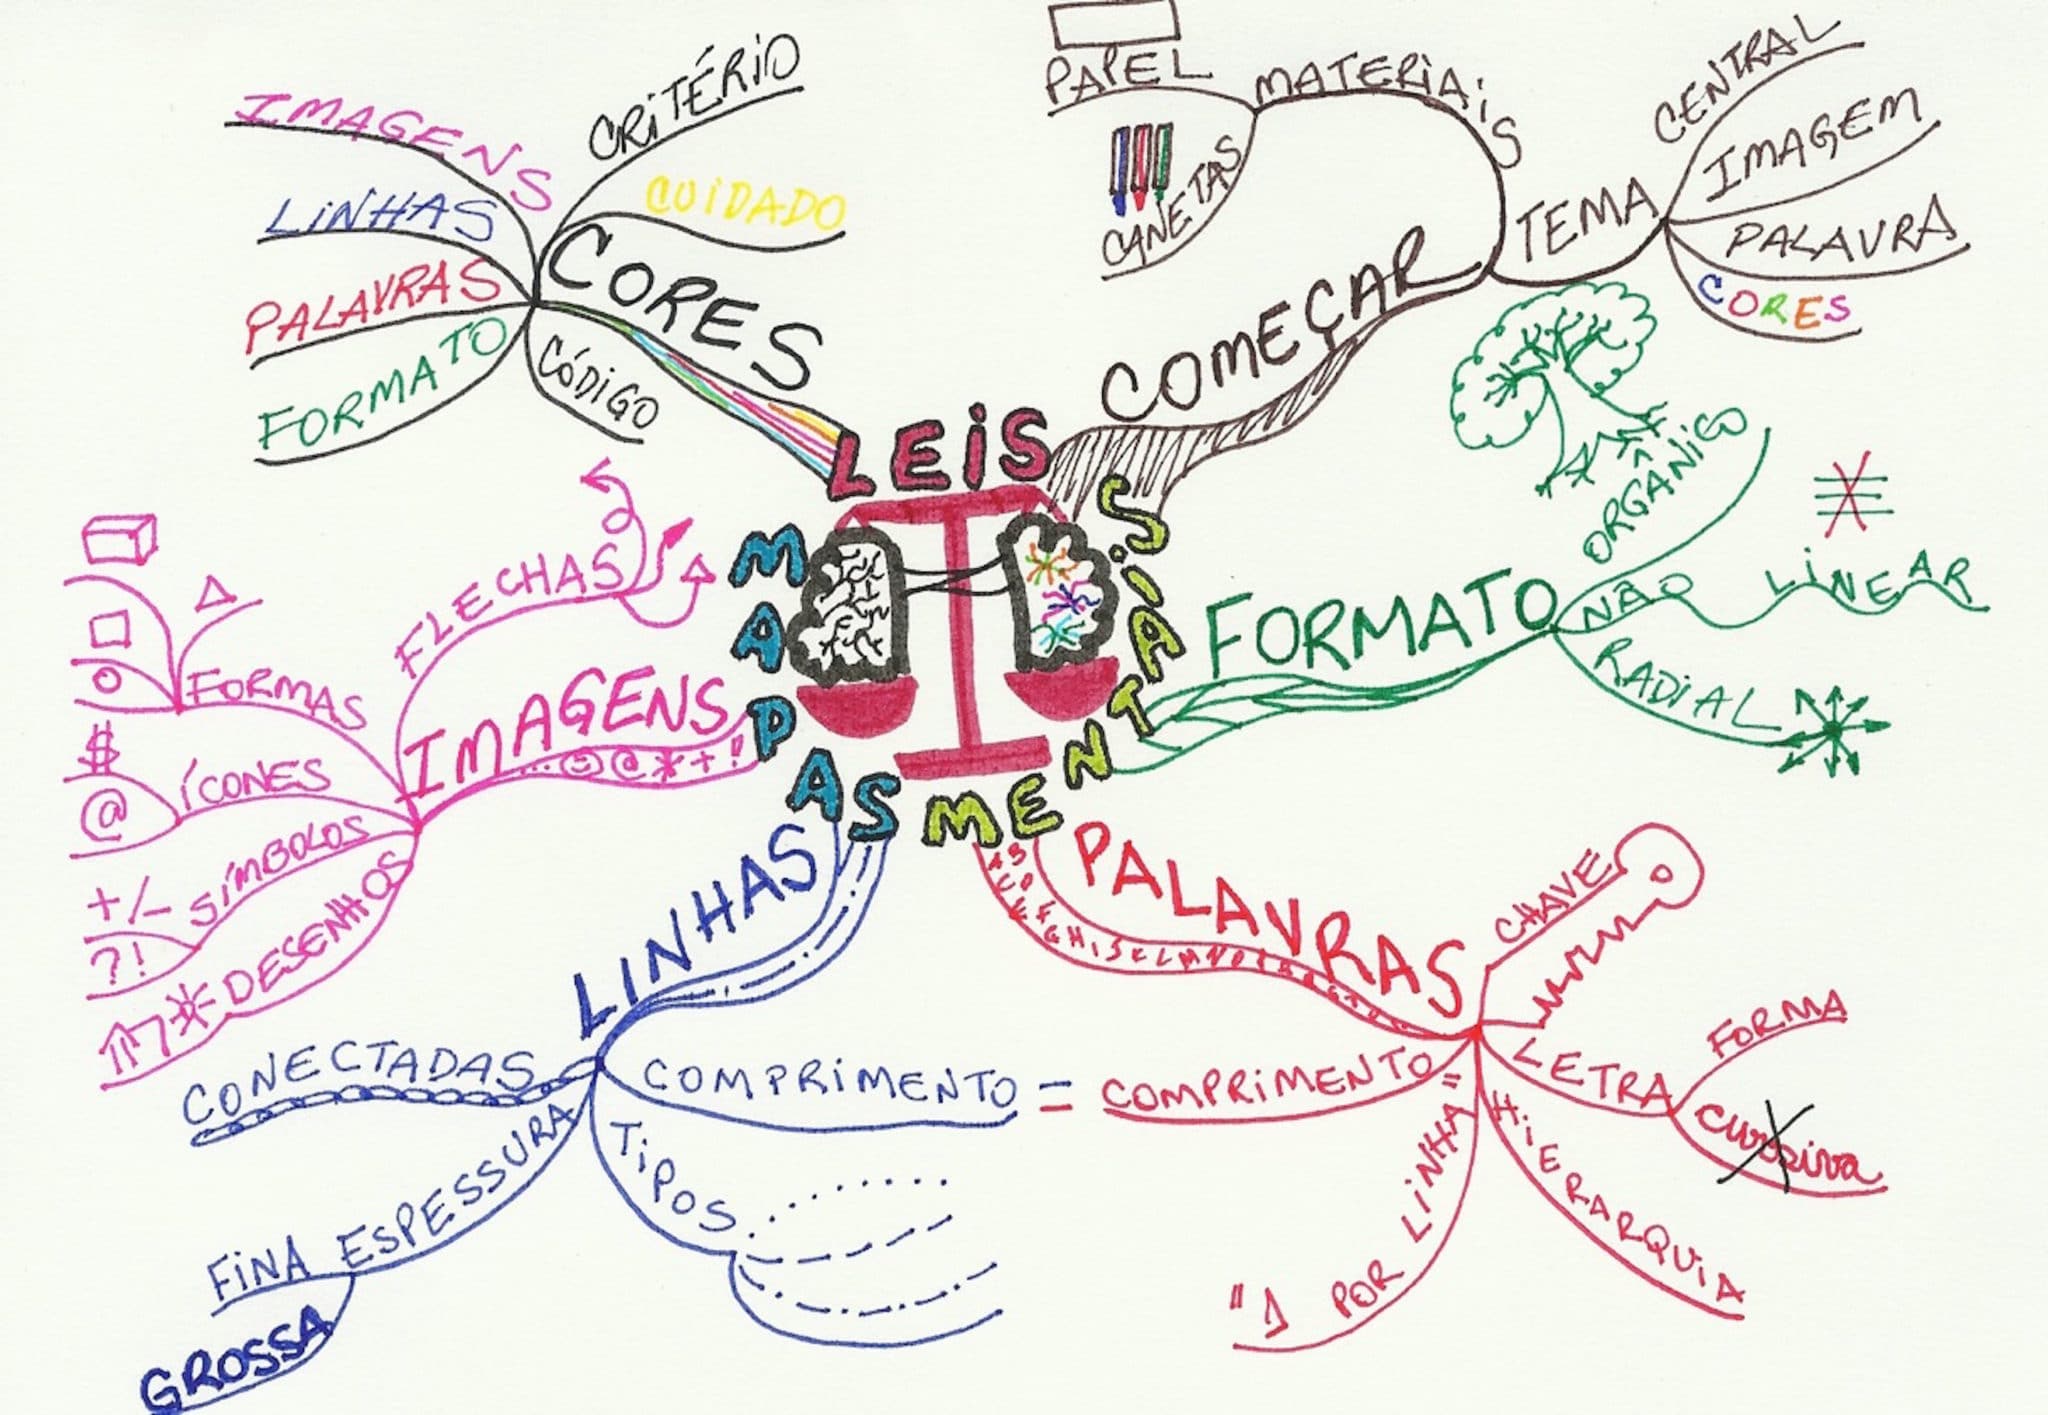 LEIS
MAPAS
MENTAIS
COMEÇAR
MATERIAIS
PAPEL
CANETAS
TEMA
CENTRAL
IMAGEM
PALAVRA
CORES
FORMATO
ORGÂNICO
NÃO LINEAR
RADIAL
PALAVRAS
CHAVE
LETRA
FORMA
CURSIVA
HIERARQUIA
"1 POR LINHA"
COMPRIMENTO
=
LINHAS
COMPRIMENTO
TIPOS
ESPESSURA
FINA
GROSSA
CONECTADAS
IMAGENS
... @ * + !
FLECHAS
FORMAS
ÍCONES
$
@
SÍMBOLOS
+/-
?!
DESENHOS
CORES
CRITÉRIO
CUIDADO
IMAGENS
LINHAS
PALAVRAS
FORMATO
CÓDIGO